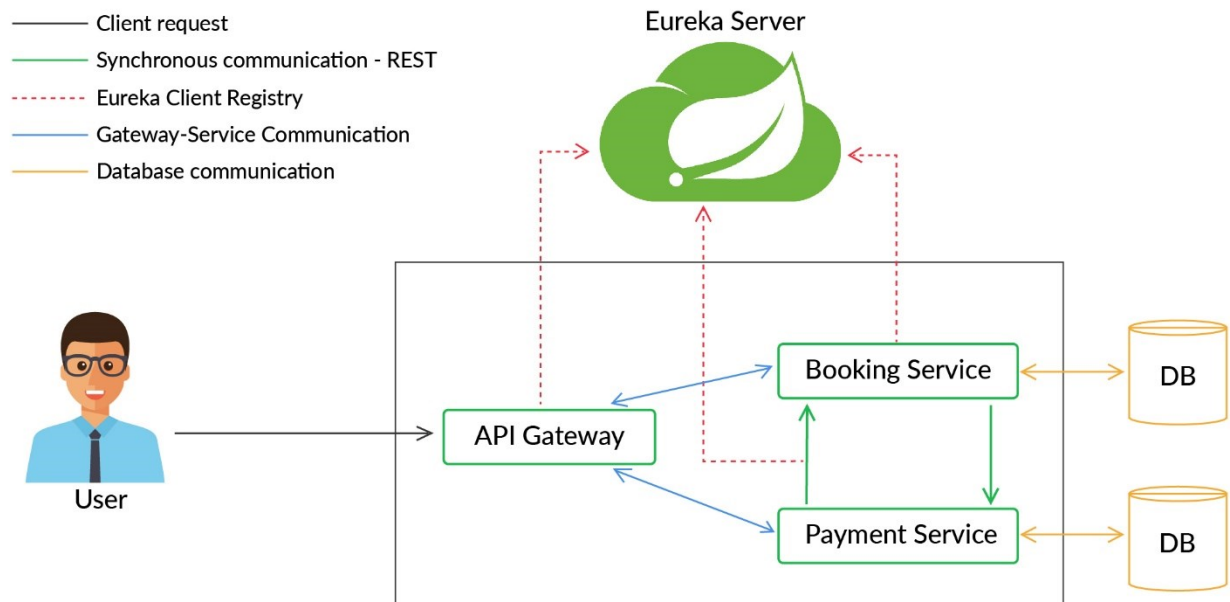 Client request
Synchronous communication - REST
Eureka Client Registry
Gateway-Service Communication
Database communication
Eureka Server
User
API Gateway
Booking Service
DB
Payment Service
DB